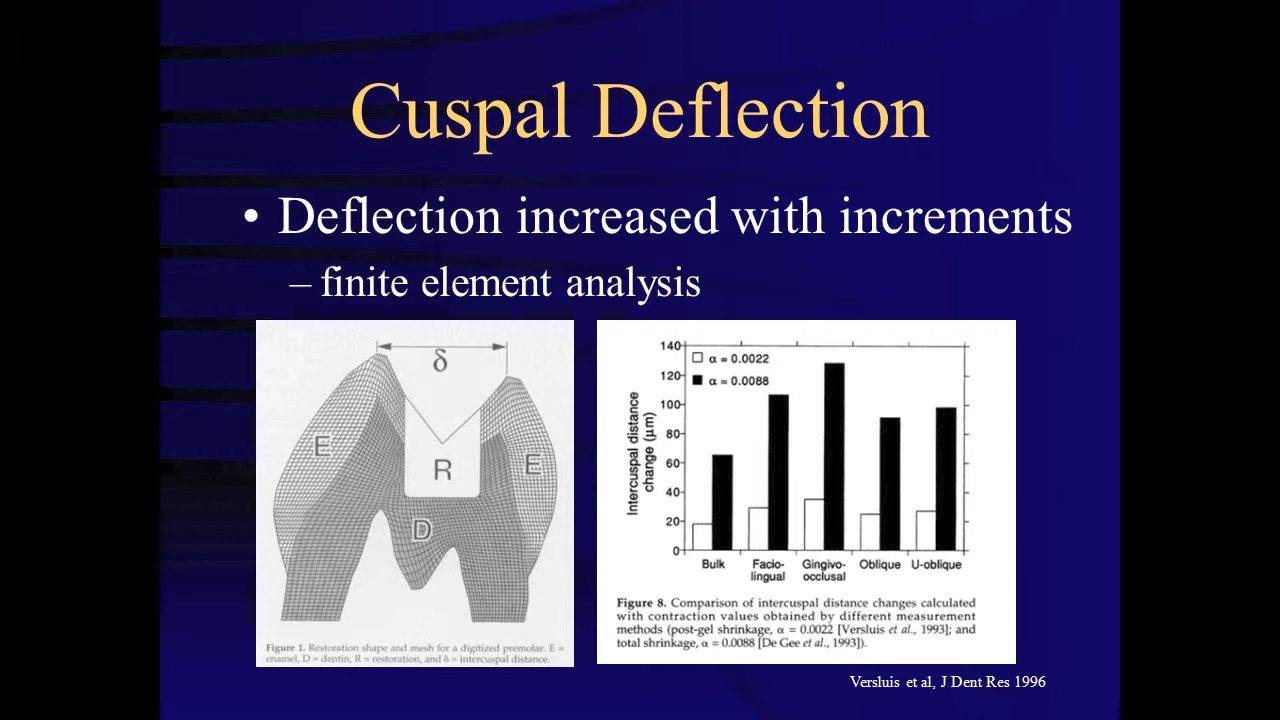 Cuspal Deflection
• Deflection increased with increments
– finite element analysis
δ
E
R
E
D
Figure 1. Restoration shape and mesh for a digitized premolar. E =
enamel, D = dentin, R = restoration, and δ = intercuspal distance.
Intercuspal distance
change (μm)
140
120
100
80
60
40
20
0
α = 0.0022
α = 0.0088
Bulk
Facio-
lingual
Gingivo-
occlusal
Oblique
U-oblique
Figure 8. Comparison of intercuspal distance changes calculated
with contraction values obtained by different measurement
methods (post-gel shrinkage, α = 0.0022 [Versluis et al., 1993]; and
total shrinkage, α = 0.0088 [De Gee et al., 1993]).
Versluis et al, J Dent Res 1996